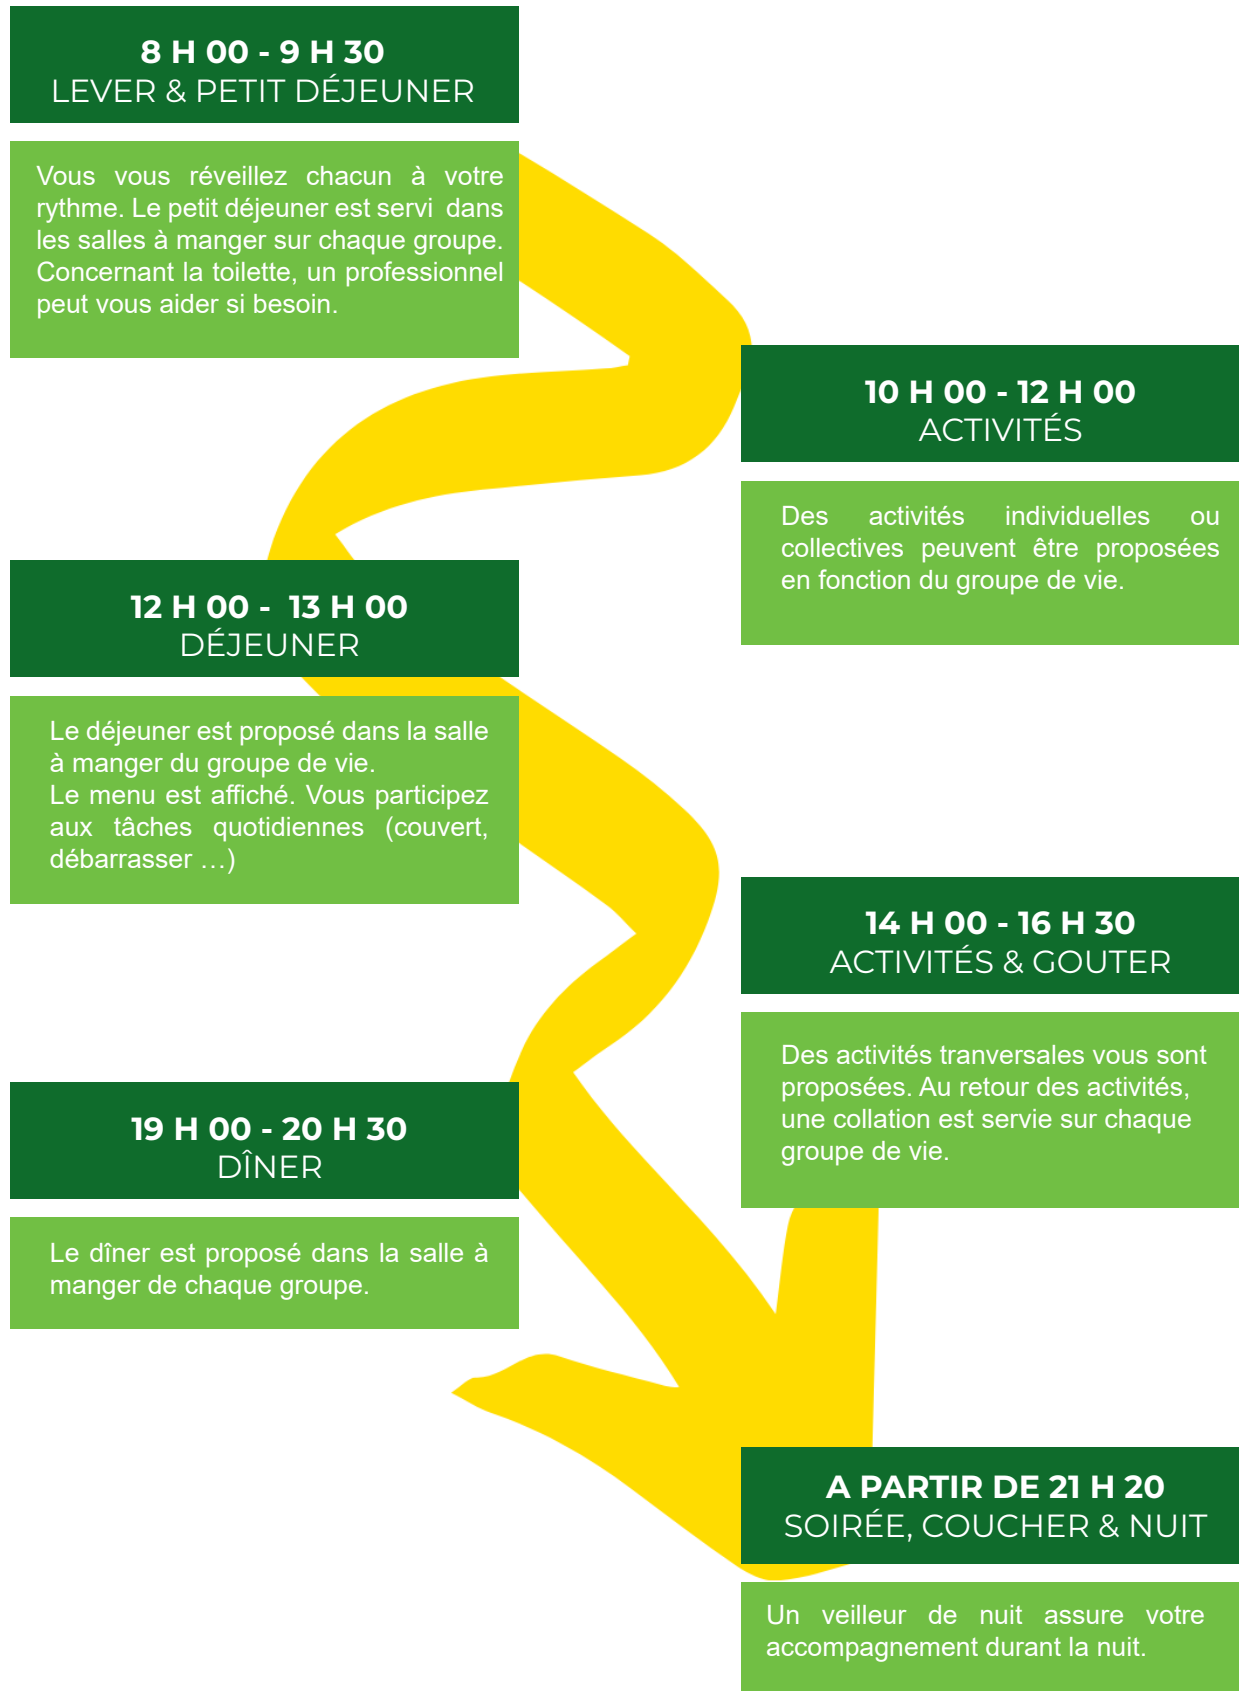 8 H 00 - 9 H 30
LEVER & PETIT DÉJEUNER
Vous vous réveillez chacun à votre
rythme. Le petit déjeuner est servi dans
les salles à manger sur chaque groupe.
Concernant la toilette, un professionnel
peut vous aider si besoin.
10 H 00 - 12 H 00
ACTIVITÉS
Des activités individuelles ou
collectives peuvent être proposées
en fonction du groupe de vie.
12 H 00 - 13 H 00
DÉJEUNER
Le déjeuner est proposé dans la salle
à manger du groupe de vie.
Le menu est affiché. Vous participez
aux tâches quotidiennes (couvert,
débarrasser …)
14 H 00 - 16 H 30
ACTIVITÉS & GOUTER
Des activités tranversales vous sont
proposées. Au retour des activités,
une collation est servie sur chaque
groupe de vie.
19 H 00 - 20 H 30
DÎNER
Le dîner est proposé dans la salle à
manger de chaque groupe.
A PARTIR DE 21 H 20
SOIRÉE, COUCHER & NUIT
Un veilleur de nuit assure votre
accompagnement durant la nuit.